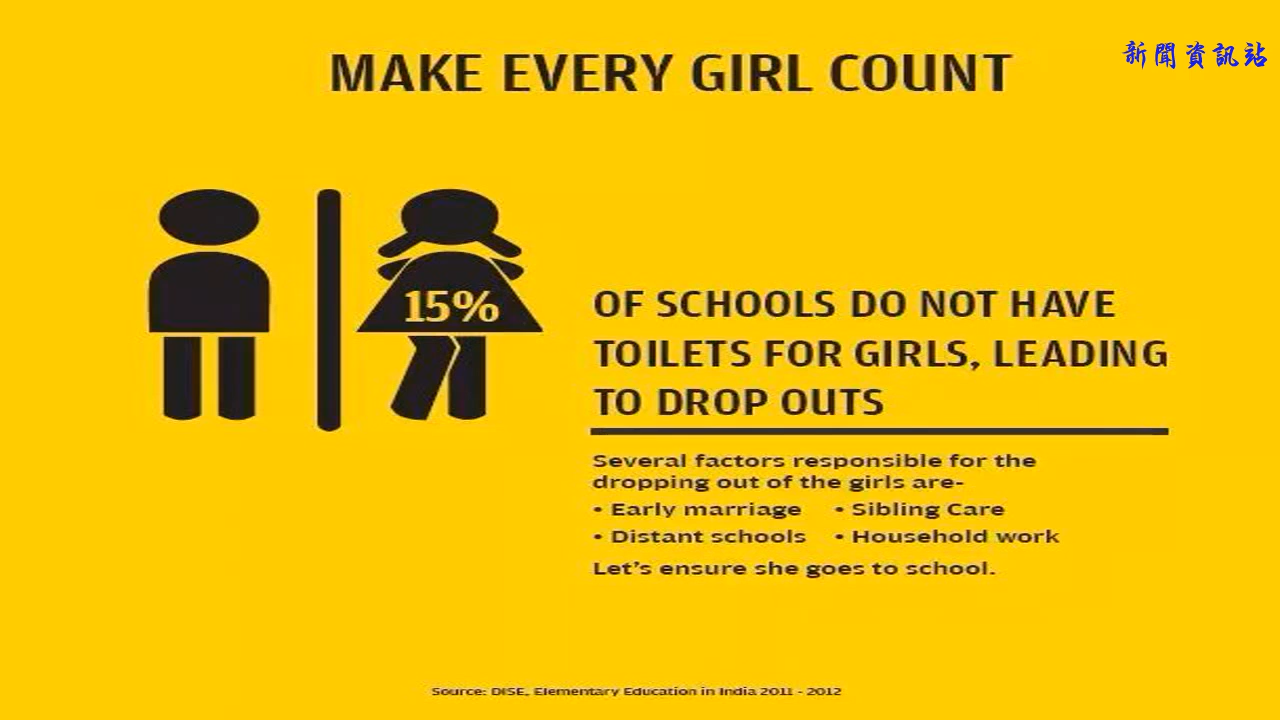 MAKE EVERY GIRL COUNT
新聞資訊站
15%
OF SCHOOLS DO NOT HAVE
TOILETS FOR GIRLS, LEADING
TO DROP OUTS
Several factors responsible for the
dropping out of the girls are-
• Early marriage • Sibling Care
• Distant schools • Household work
Let's ensure she goes to school.
Source: DISE, Elementary Education in India 2011 - 2012